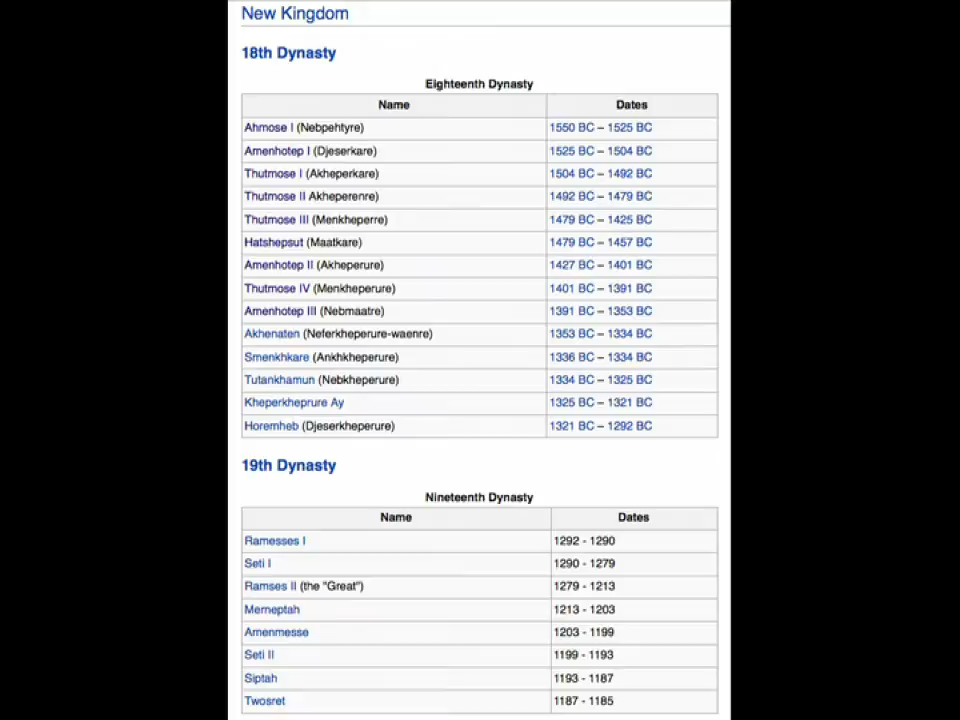 New Kingdom
18th Dynasty
Eighteenth Dynasty
Name Dates
Ahmose I (Nebpehtyre) 1550 BC – 1525 BC
Amenhotep I (Djeserkare) 1525 BC – 1504 BC
Thutmose I (Akheperkare) 1504 BC – 1492 BC
Thutmose II Akheperenre) 1492 BC – 1479 BC
Thutmose III (Menkheperre) 1479 BC – 1425 BC
Hatshepsut (Maatkare) 1479 BC – 1457 BC
Amenhotep II (Akheperure) 1427 BC – 1401 BC
Thutmose IV (Menkheperure) 1401 BC – 1391 BC
Amenhotep III (Nebmaatre) 1391 BC – 1353 BC
Akhenaten (Neferkheperure-waenre) 1353 BC – 1334 BC
Smenkhkare (Ankhkheperure) 1336 BC – 1334 BC
Tutankhamun (Nebkheperure) 1334 BC – 1325 BC
Kheperkheprure Ay 1325 BC – 1321 BC
Horemheb (Djeserkheperure) 1321 BC – 1292 BC
19th Dynasty
Nineteenth Dynasty
Name Dates
Ramesses I 1292 - 1290
Seti I 1290 - 1279
Ramses II (the "Great") 1279 - 1213
Merneptah 1213 - 1203
Amenmesse 1203 - 1199
Seti II 1199 - 1193
Siptah 1193 - 1187
Twosret 1187 - 1185